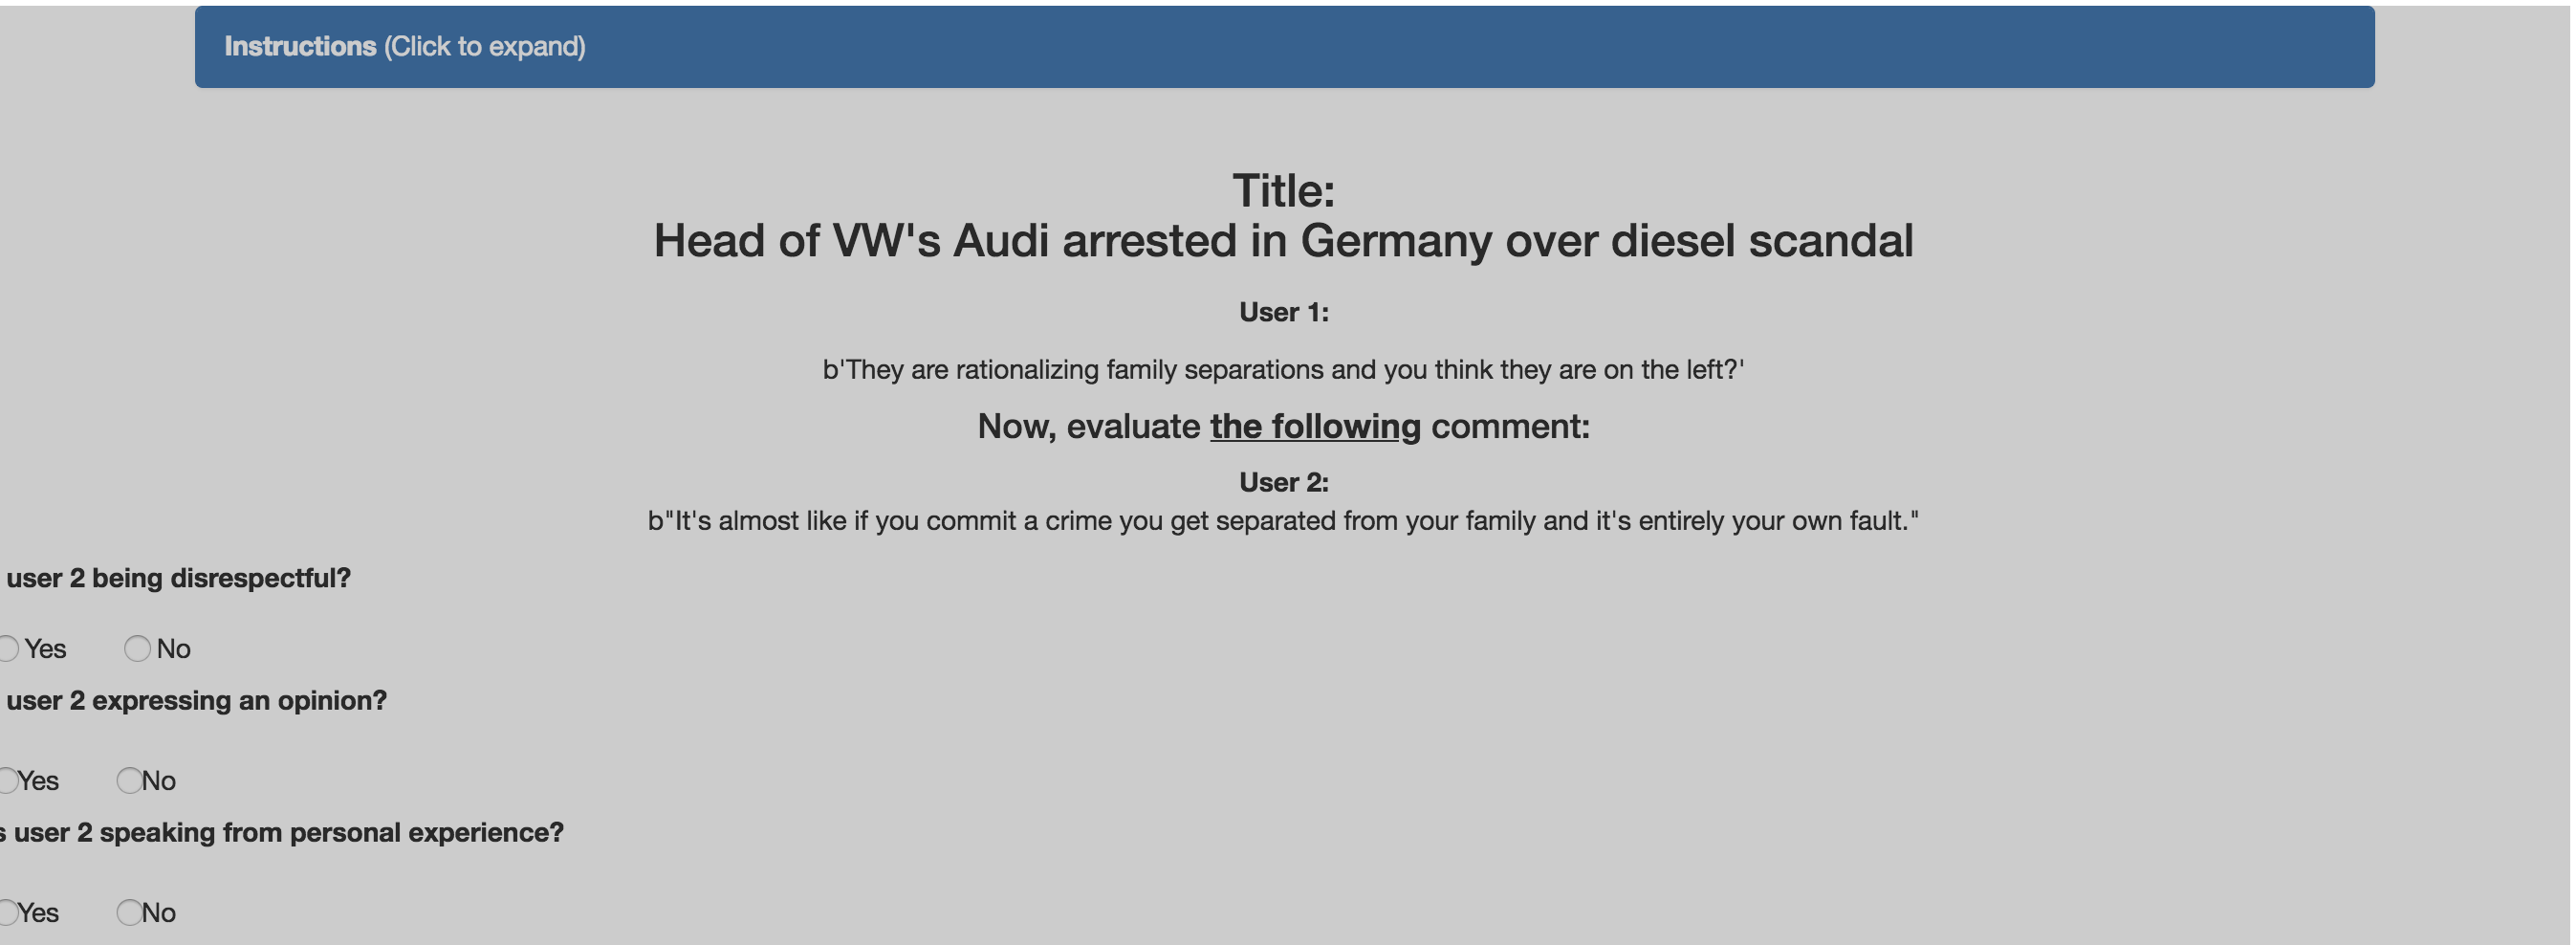 Instructions (Click to expand)
Title:
Head of VW's Audi arrested in Germany over diesel scandal
User 1:
b'They are rationalizing family separations and you think they are on the left?'
Now, evaluate the following comment:
User 2:
b"It's almost like if you commit a crime you get separated from your family and it's entirely your own fault."
user 2 being disrespectful?
Yes No
user 2 expressing an opinion?
Yes No
s user 2 speaking from personal experience?
Yes No